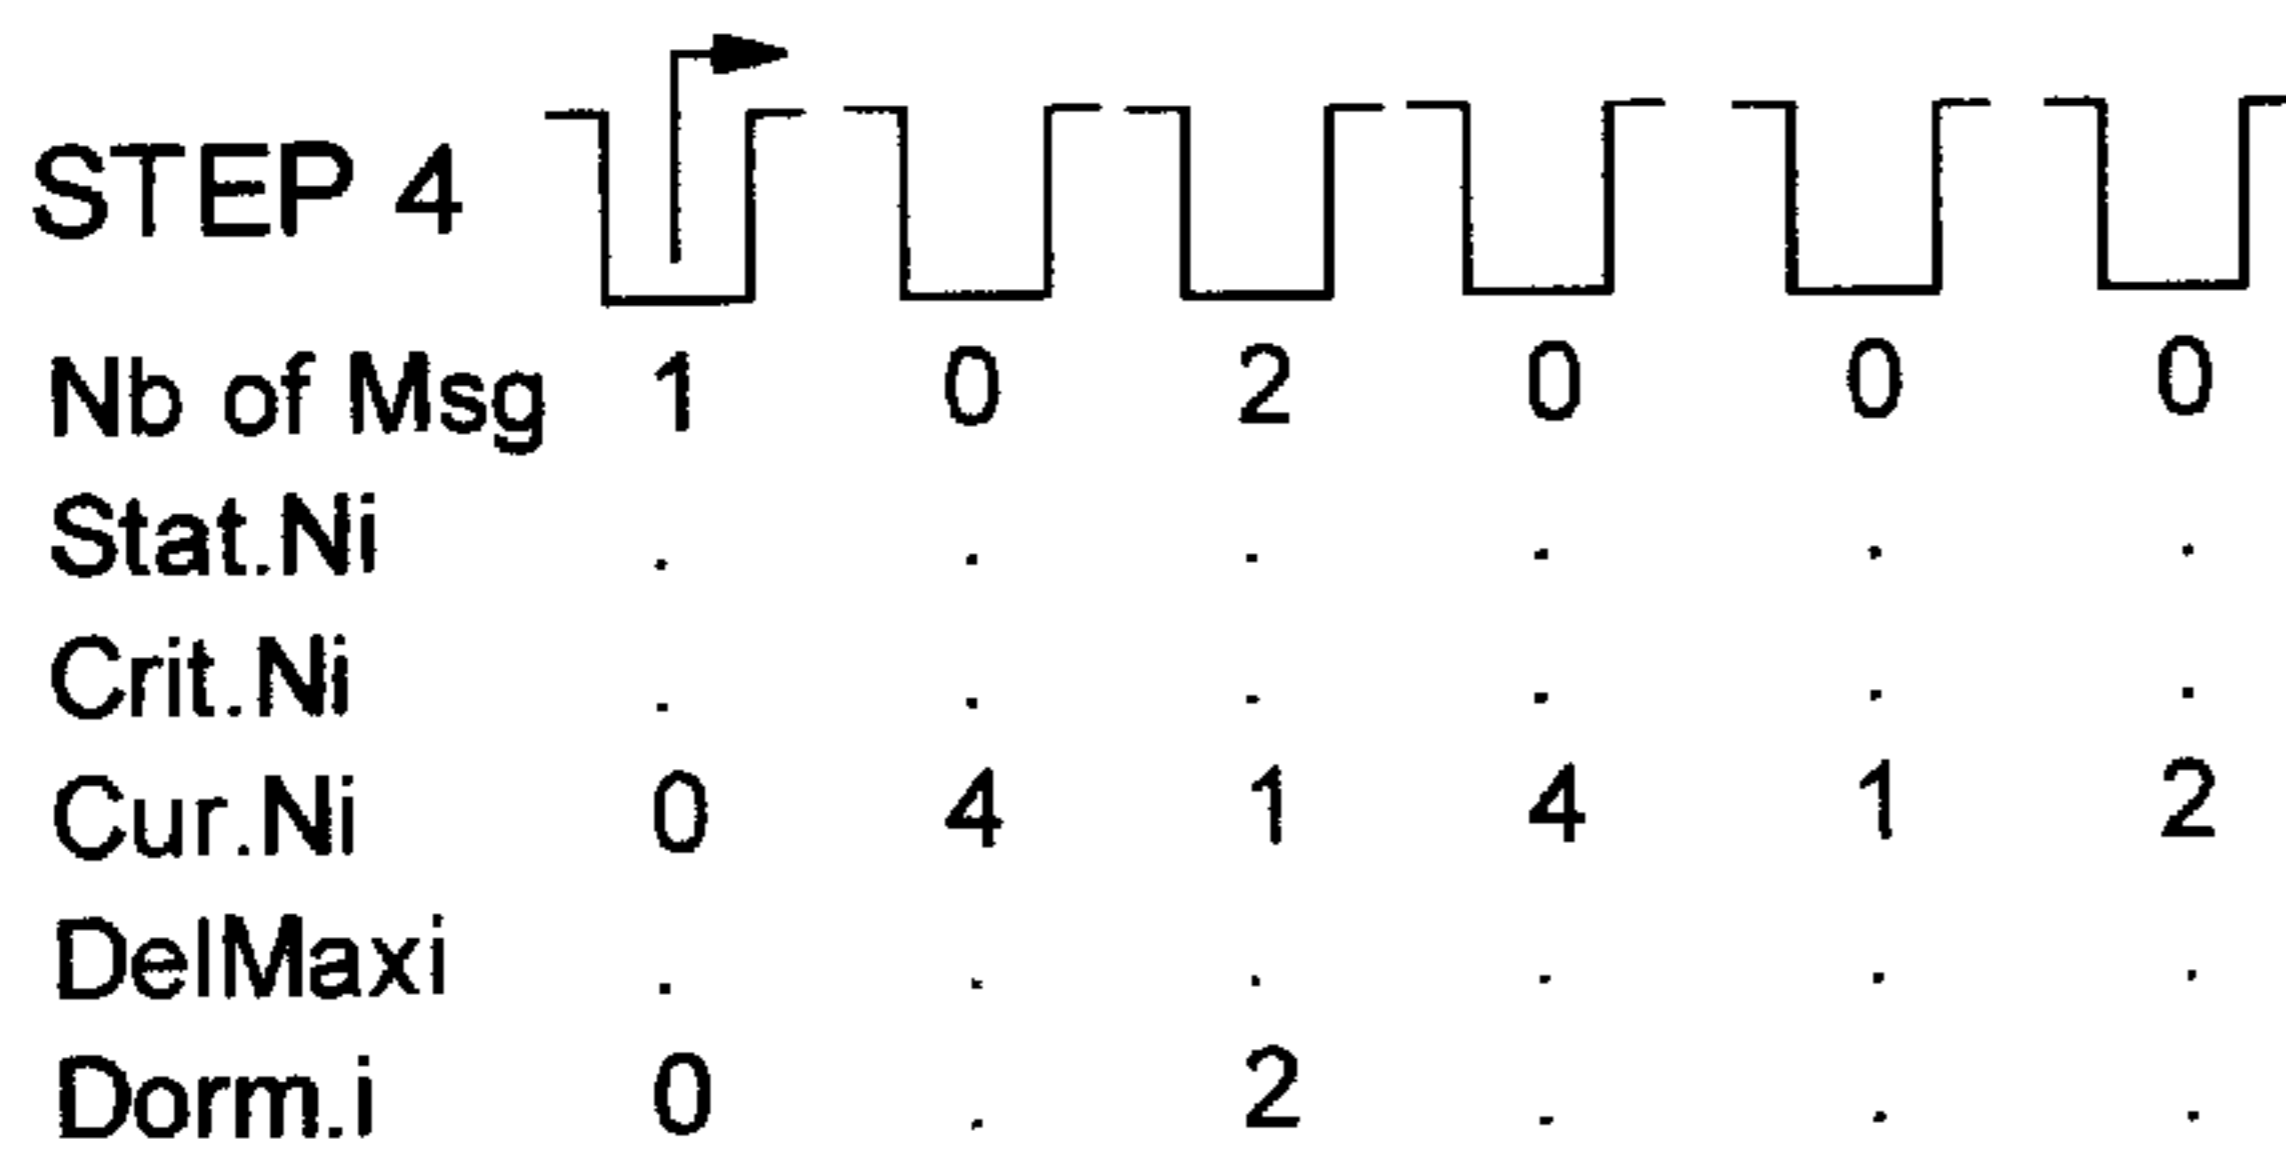 STEP 4
Nb of Msg 1 0 2 0 0 0
Stat.Ni . . . . . .
Crit.Ni . . . . . .
Cur.Ni 0 4 1 4 1 2
DelMaxi . . . . . .
Dorm.i 0 . 2 . . .